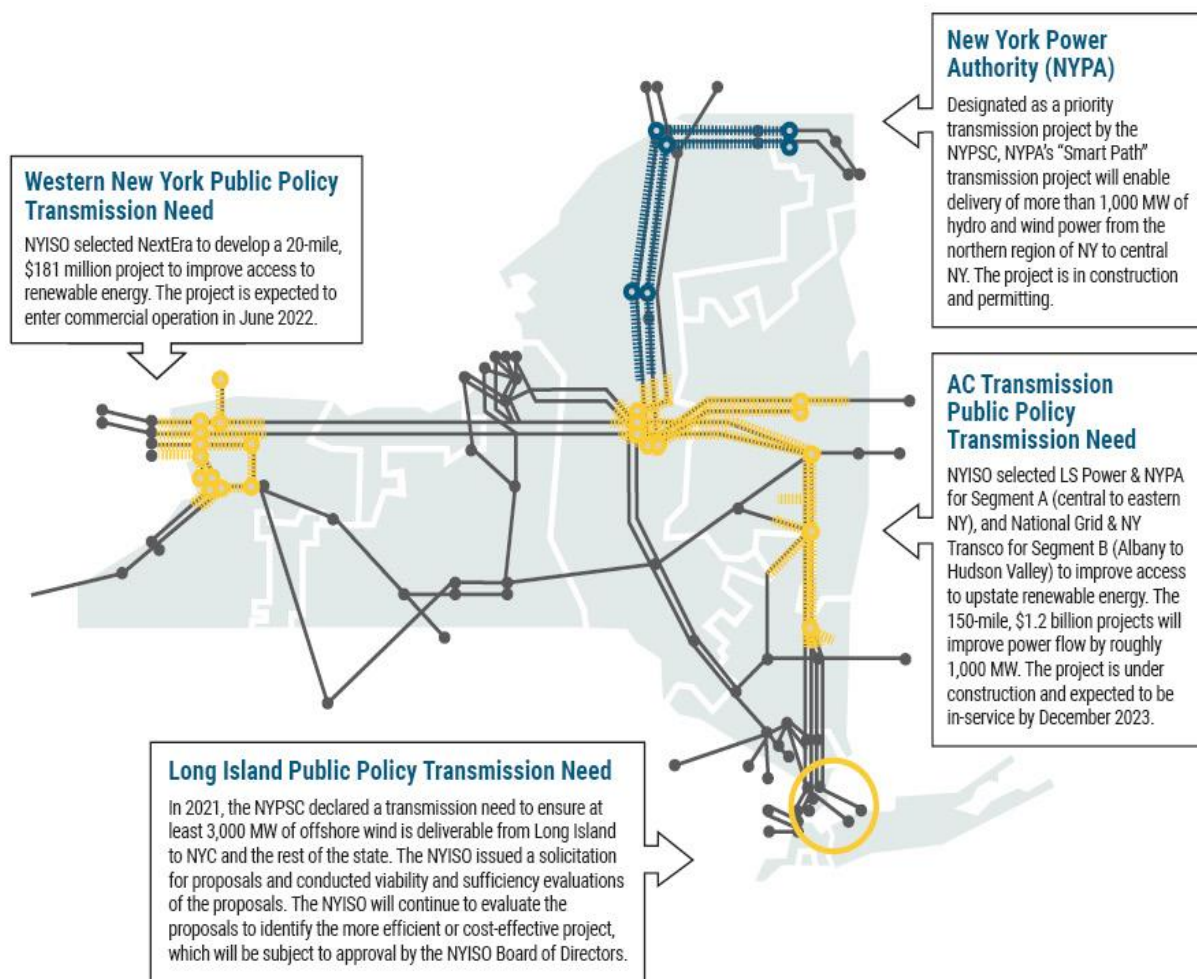 New York Power
Authority (NYPA)
Designated as a priority
transmission project by the
NYPSC, NYPA’s “Smart Path”
transmission project will enable
delivery of more than 1,000 MW of
hydro and wind power from the
northern region of NY to central
NY. The project is in construction
and permitting.
Western New York Public Policy
Transmission Need
NYISO selected NextEra to develop a 20-mile,
$181 million project to improve access to
renewable energy. The project is expected to
enter commercial operation in June 2022.
AC Transmission
Public Policy
Transmission Need
NYISO selected LS Power & NYPA
for Segment A (central to eastern
NY), and National Grid & NY
Transco for Segment B (Albany to
Hudson Valley) to improve access
to upstate renewable energy. The
150-mile, $1.2 billion projects will
improve power flow by roughly
1,000 MW. The project is under
construction and expected to be
in-service by December 2023.
Long Island Public Policy Transmission Need
In 2021, the NYPSC declared a transmission need to ensure at
least 3,000 MW of offshore wind is deliverable from Long Island
to NYC and the rest of the state. The NYISO issued a solicitation
for proposals and conducted viability and sufficiency evaluations
of the proposals. The NYISO will continue to evaluate the
proposals to identify the more efficient or cost-effective project,
which will be subject to approval by the NYISO Board of Directors.